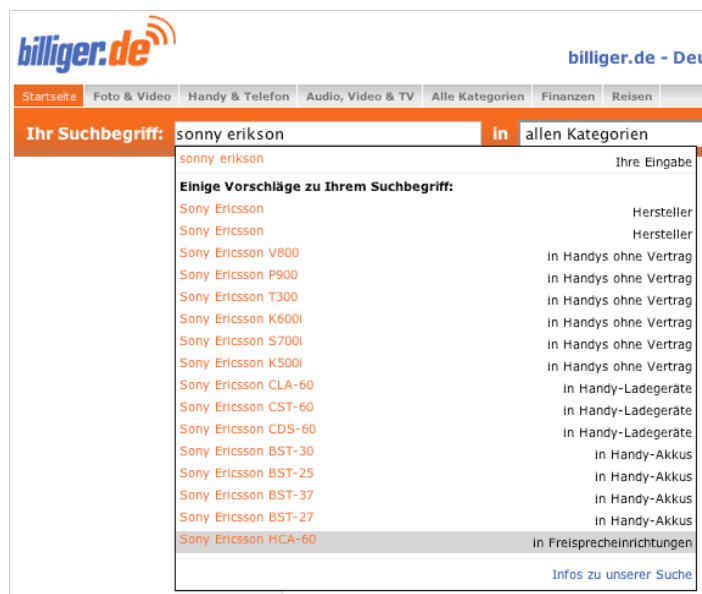 billiger.de
billiger.de - Deu
Startseite Foto & Video Handy & Telefon Audio, Video & TV Alle Kategorien Finanzen Reisen
Ihr Suchbegriff: sonny erikson in allen Kategorien
sonny erikson Ihre Eingabe
Einige Vorschläge zu Ihrem Suchbegriff:
Sony Ericsson Hersteller
Sony Ericsson Hersteller
Sony Ericsson V800 in Handys ohne Vertrag
Sony Ericsson P900 in Handys ohne Vertrag
Sony Ericsson T300 in Handys ohne Vertrag
Sony Ericsson K600i in Handys ohne Vertrag
Sony Ericsson S700i in Handys ohne Vertrag
Sony Ericsson K500i in Handys ohne Vertrag
Sony Ericsson CLA-60 in Handy-Ladegeräte
Sony Ericsson CST-60 in Handy-Ladegeräte
Sony Ericsson CDS-60 in Handy-Ladegeräte
Sony Ericsson BST-30 in Handy-Akkus
Sony Ericsson BST-25 in Handy-Akkus
Sony Ericsson BST-37 in Handy-Akkus
Sony Ericsson BST-27 in Handy-Akkus
Sony Ericsson HCA-60 in Freisprecheinrichtungen
Infos zu unserer Suche